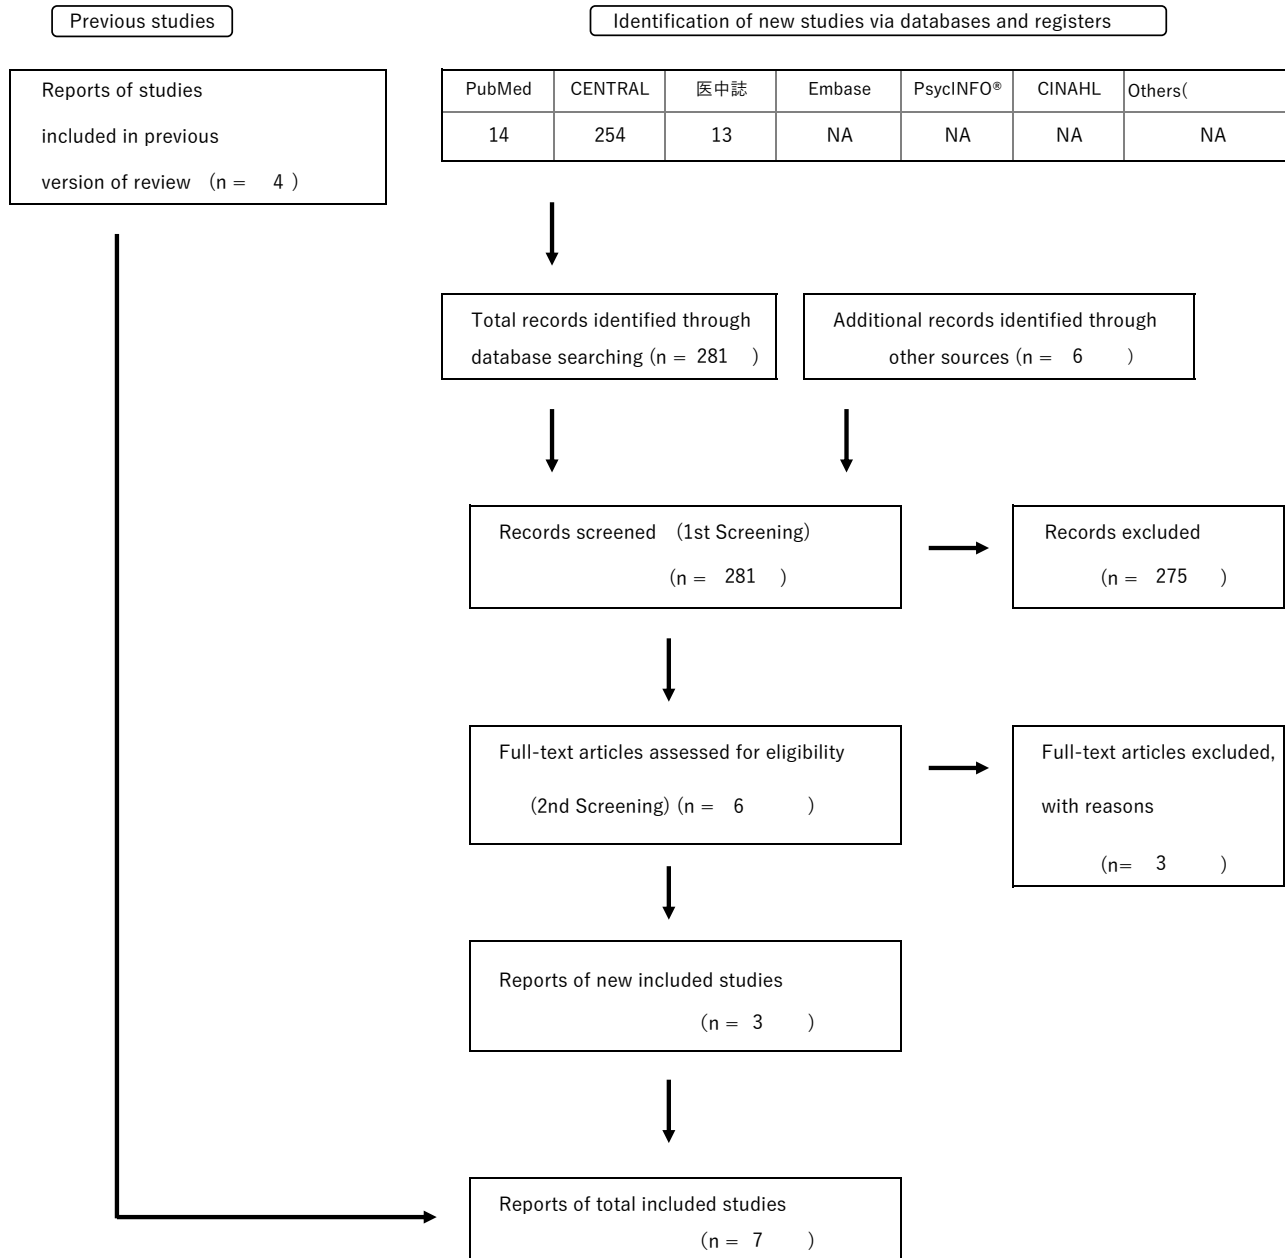 Previous studies
Identification of new studies via databases and registers
Reports of studies
included in previous
version of review (n = 4 )
PubMed CENTRAL 医中誌 Embase PsycINFO® CINAHL Others(
14 254 13 NA NA NA NA
Total records identified through
database searching (n = 281 )
Additional records identified through
other sources (n = 6 )
Records screened (1st Screening)
(n = 281 )
Records excluded
(n = 275 )
Full-text articles assessed for eligibility
(2nd Screening) (n = 6 )
Full-text articles excluded,
with reasons
(n= 3 )
Reports of new included studies
(n = 3 )
Reports of total included studies
(n = 7 )